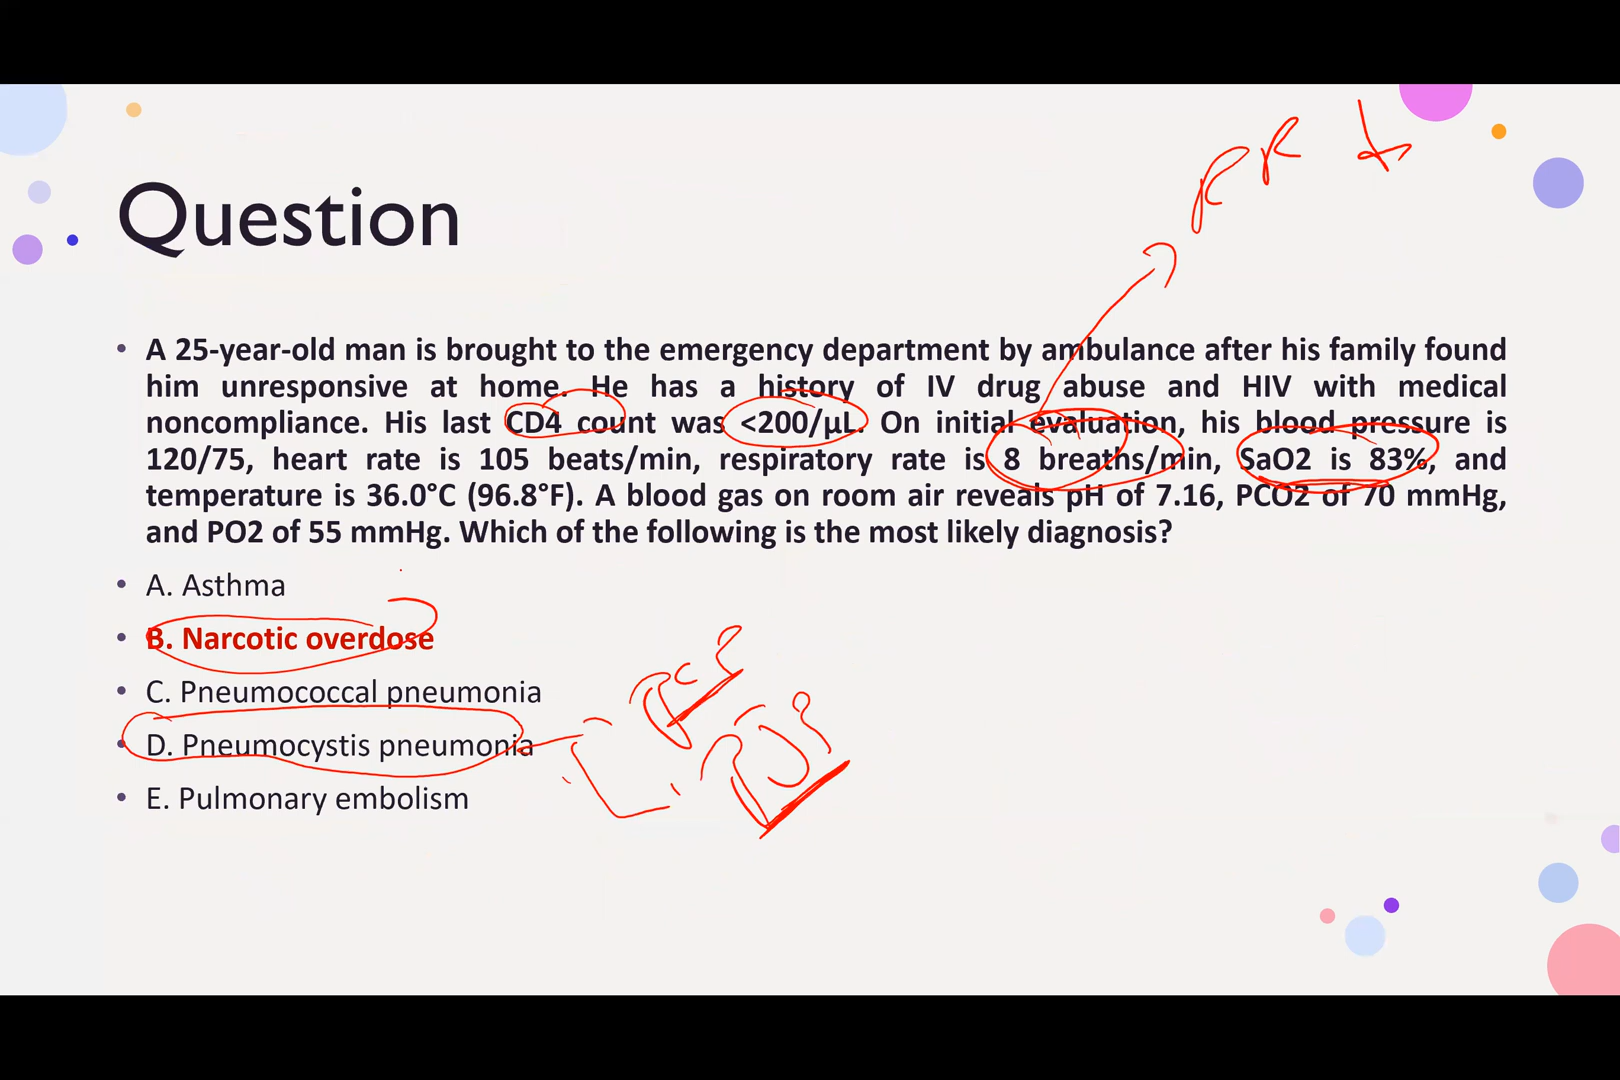 RR ↓
Question
• A 25-year-old man is brought to the emergency department by ambulance after his family found
him unresponsive at home. He has a history of IV drug abuse and HIV with medical
noncompliance. His last CD4 count was <200/µL. On initial evaluation, his blood pressure is
120/75, heart rate is 105 beats/min, respiratory rate is 8 breaths/min, SaO2 is 83%, and
temperature is 36.0°C (96.8°F). A blood gas on room air reveals pH of 7.16, PCO2 of 70 mmHg,
and PO2 of 55 mmHg. Which of the following is the most likely diagnosis?
• A. Asthma
• B. Narcotic overdose
• C. Pneumococcal pneumonia
• D. Pneumocystis pneumonia
• E. Pulmonary embolism
PCP
PJP